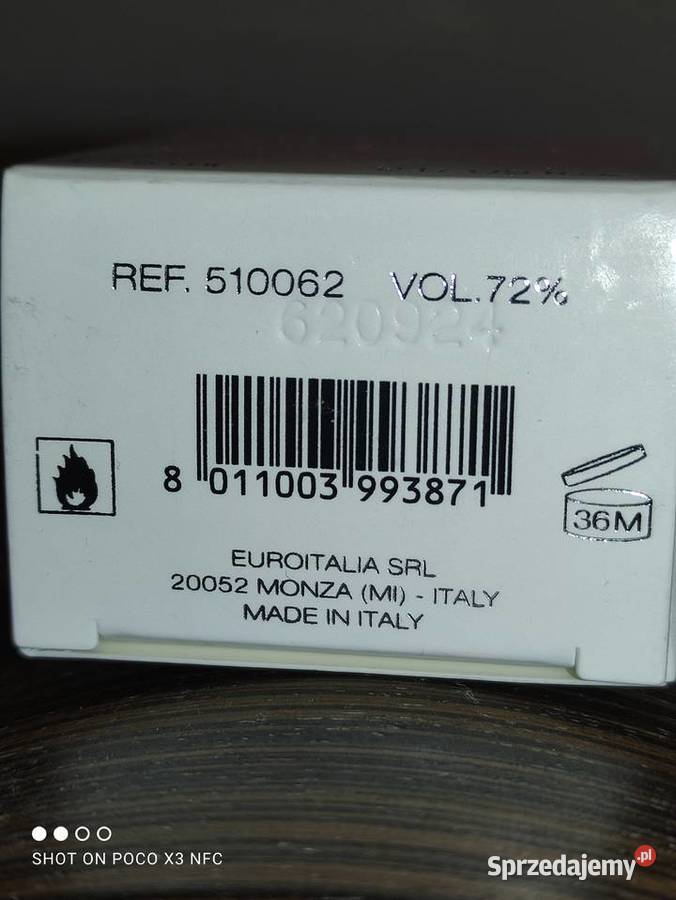 REF. 510062 VOL.72%
620924
8 011003 993871
36M
EUROITALIA SRL
20052 MONZA (MI) - ITALY
MADE IN ITALY
SHOT ON POCO X3 NFC
Sprzedajemy.pl